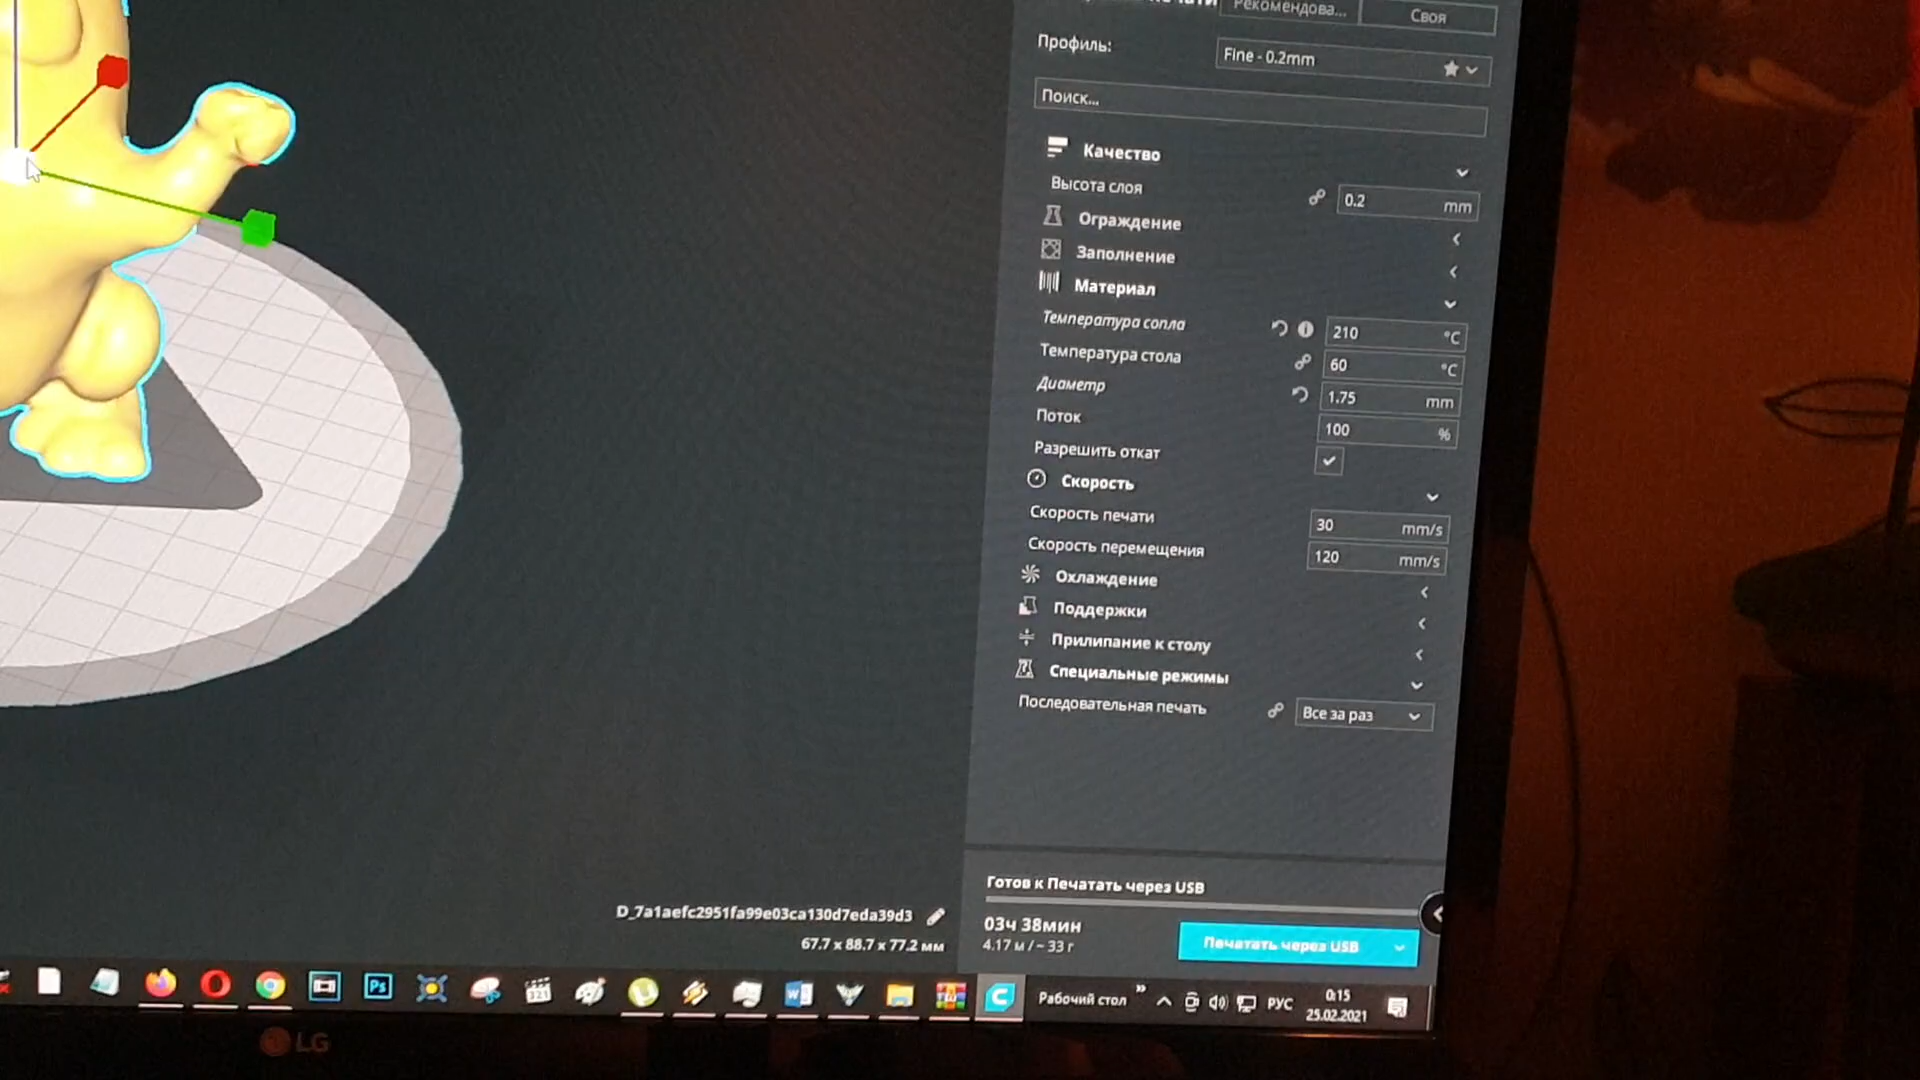 Рекомендова...
Своя
Профиль:
Fine - 0.2mm
Поиск...
Качество
Высота слоя
0.2 mm
Ограждение
Заполнение
Материал
Температура сопла
210 °C
Температура стола
60 °C
Диаметр
1.75 mm
Поток
100 %
Разрешить откат
Скорость
Скорость печати
30 mm/s
Скорость перемещения
120 mm/s
Охлаждение
Поддержки
Прилипание к столу
Специальные режимы
Последовательная печать
Все за раз
Готов к Печатать через USB
D_7a1aefc2951fa99e03ca130d7eda39d3
67.7 x 88.7 x 77.2 мм
03ч 38мин
4.17 м / ~ 33 г
Печатать через USB
Ps
321
W
C
Рабочий стол
»
РУС
0:15
25.02.2021
LG